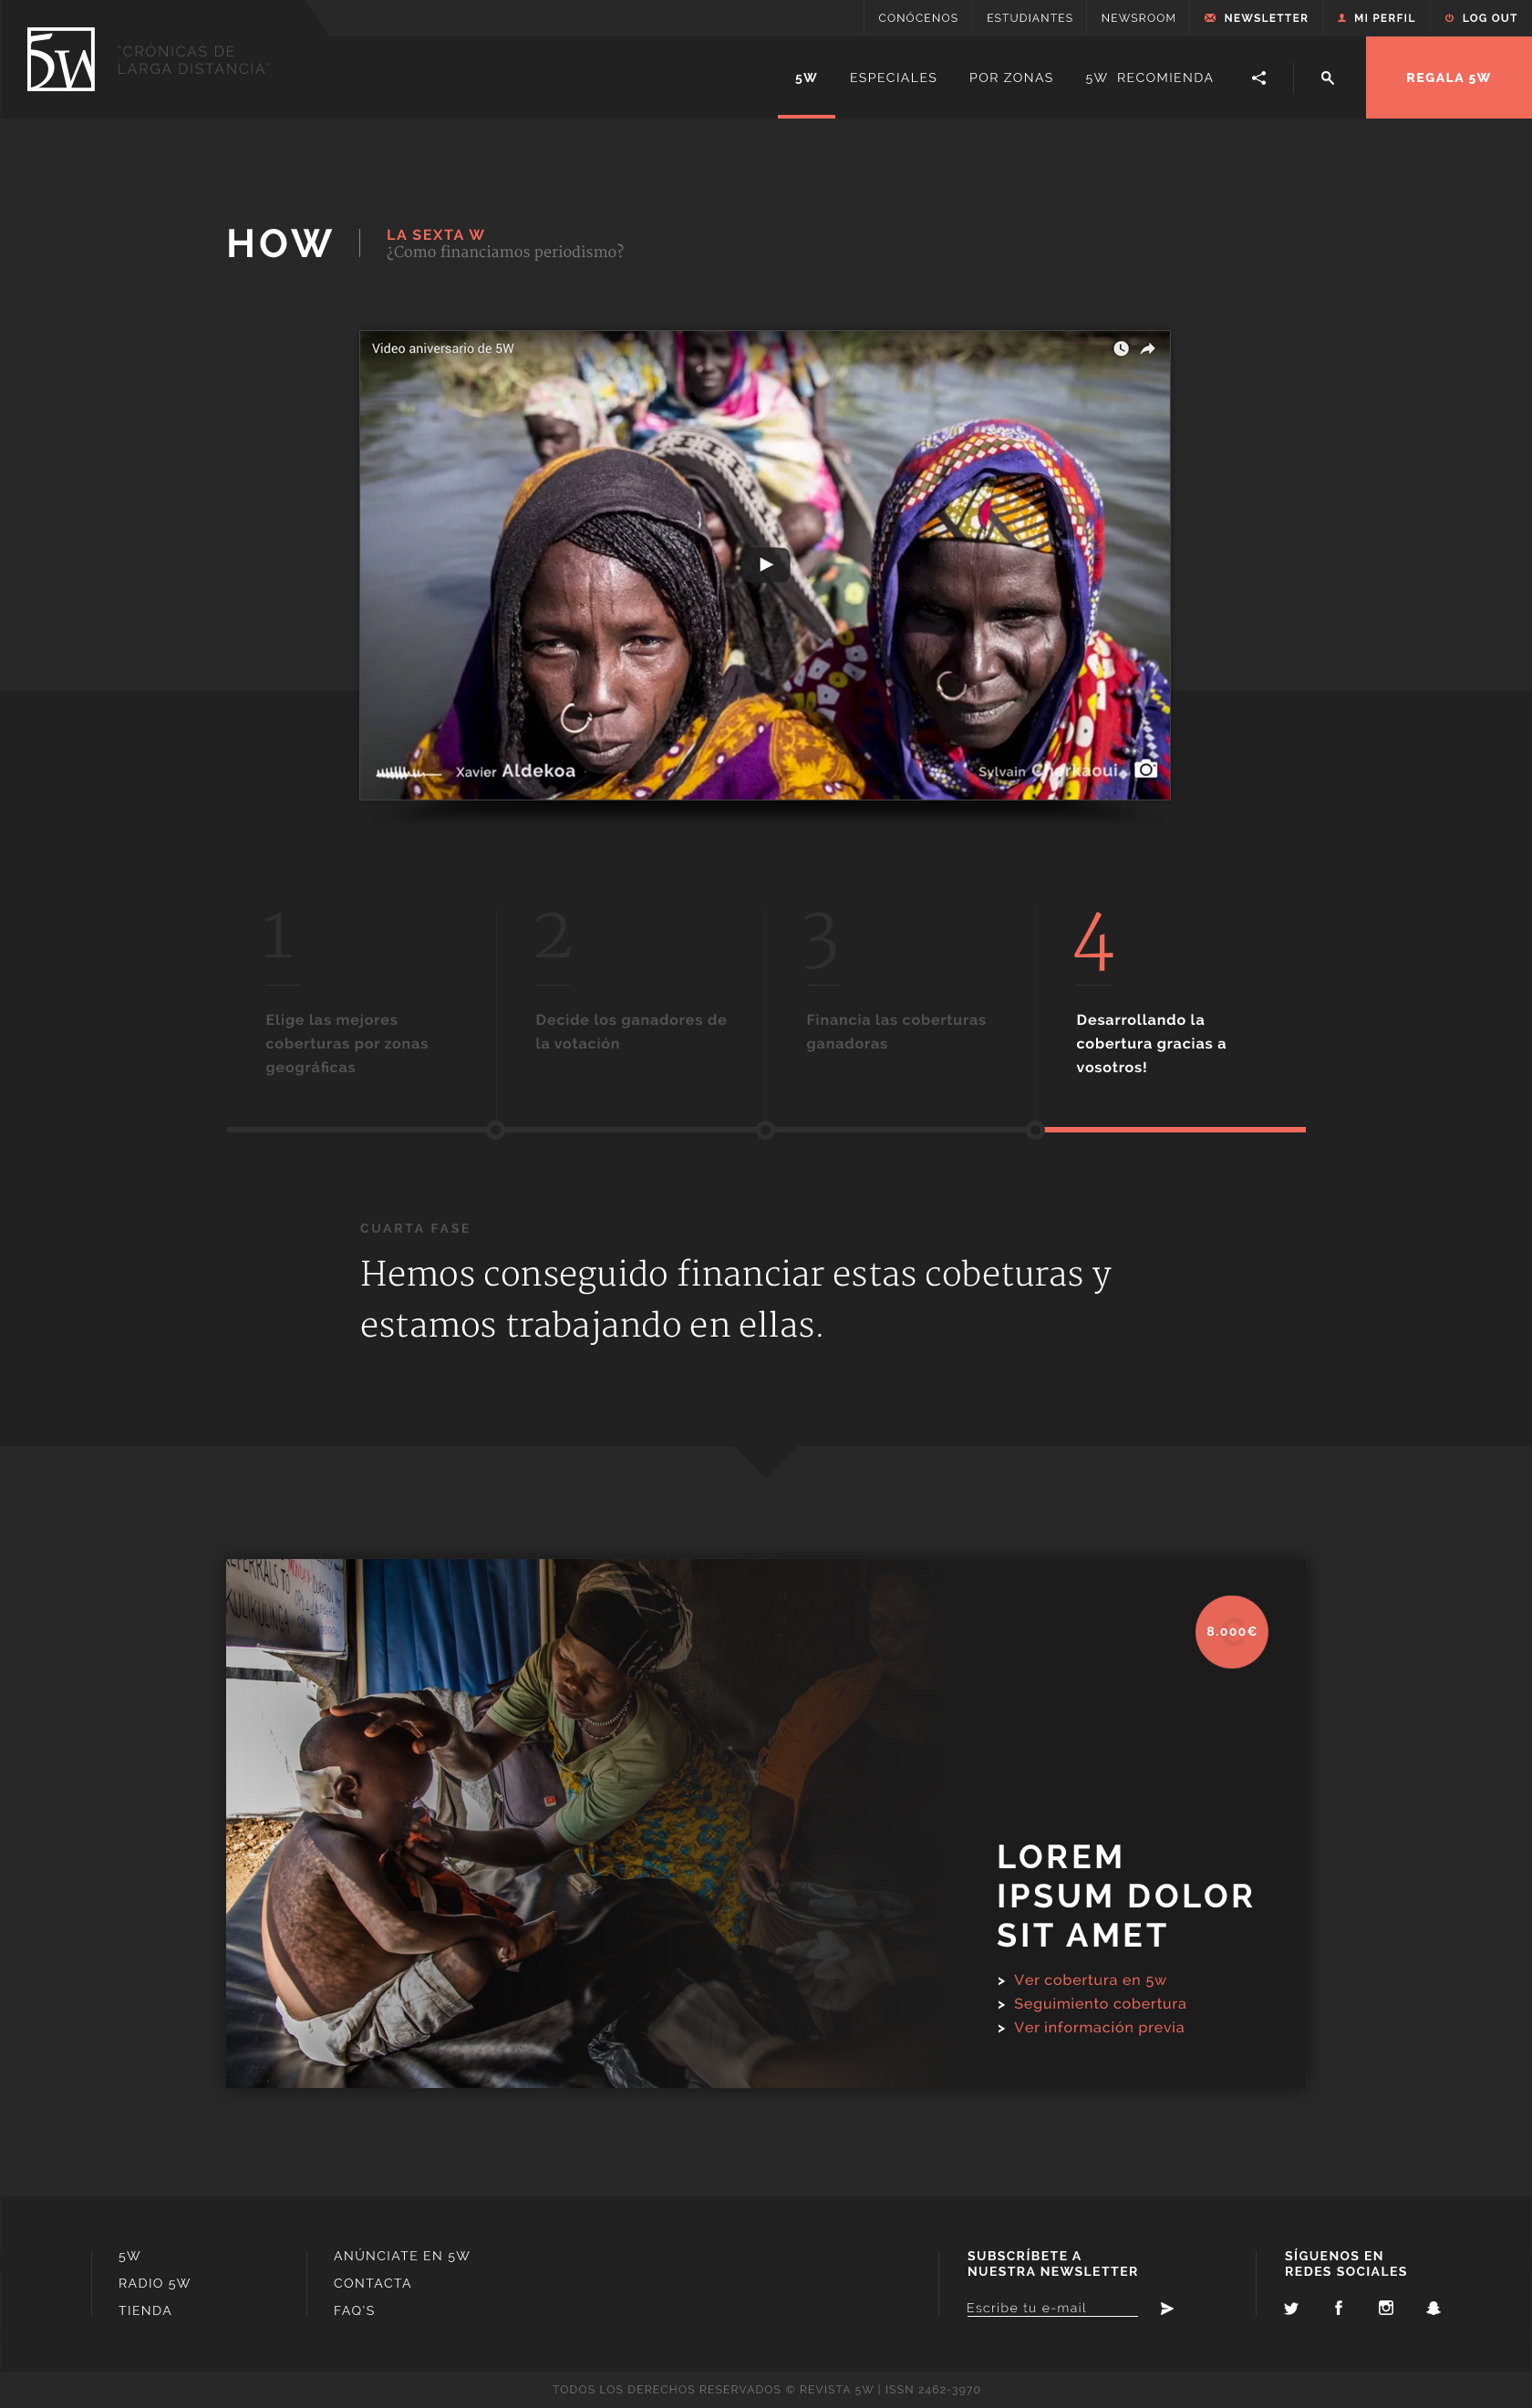 CONÓCENOS
ESTUDIANTES
NEWSROOM
NEWSLETTER
MI PERFIL
LOG OUT
5W
"CRÓNICAS DE
LARGA DISTANCIA"
5W
ESPECIALES
POR ZONAS
5W RECOMIENDA
REGALA 5W
HOW
LA SEXTA W
¿Como financiamos periodismo?
Video aniversario de 5W
Xavier Aldekoa
Sylvain Cherkaoui
1
2
3
4
Elige las mejores
coberturas por zonas
geográficas
Decide los ganadores de
la votación
Financia las coberturas
ganadoras
Desarrollando la
cobertura gracias a
vosotros!
CUARTA FASE
Hemos conseguido financiar estas cobeturas y
estamos trabajando en ellas.
KULIKULINGA
8.000€
LOREM
IPSUM DOLOR
SIT AMET
> Ver cobertura en 5w
> Seguimiento cobertura
> Ver información previa
5W
RADIO 5W
TIENDA
ANÚNCIATE EN 5W
CONTACTA
FAQ'S
SUBSCRÍBETE A
NUESTRA NEWSLETTER
Escribe tu e-mail
SÍGUENOS EN
REDES SOCIALES
TODOS LOS DERECHOS RESERVADOS © REVISTA 5W | ISSN 2462-3970